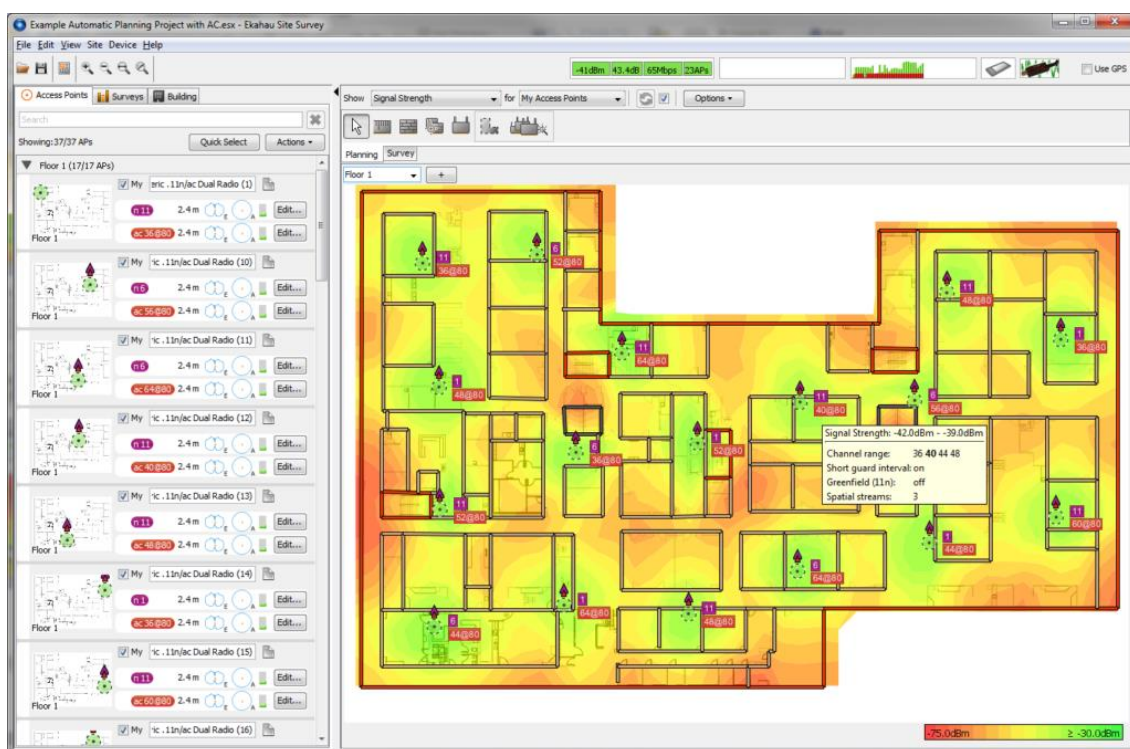 Example Automatic Planning Project with AC.esx - Ekahau Site Survey
File Edit View Site Device Help
-41dBm 43.4dB 65Mbps 23APs
Use GPS
Access Points Surveys Building
Show Signal Strength for My Access Points Options
Search
Showing:37/37 APs Quick Select Actions
Planning Survey
Floor 1 +
Floor 1 (17/17 APs)
My eric .11n/ac Dual Radio (1)
n 11 2.4 m E A Edit...
ac 36@80 2.4 m E A Edit...
Floor 1
My ric .11n/ac Dual Radio (10)
n 6 2.4 m E A Edit...
ac 56@80 2.4 m E A Edit...
Floor 1
My ric .11n/ac Dual Radio (11)
n 6 2.4 m E A Edit...
ac 64@80 2.4 m E A Edit...
Floor 1
My ric .11n/ac Dual Radio (12)
n 11 2.4 m E A Edit...
ac 40@80 2.4 m E A Edit...
Floor 1
My ric .11n/ac Dual Radio (13)
n 11 2.4 m E A Edit...
ac 48@80 2.4 m E A Edit...
Floor 1
My ric .11n/ac Dual Radio (14)
n 1 2.4 m E A Edit...
ac 36@80 2.4 m E A Edit...
Floor 1
My ric .11n/ac Dual Radio (15)
n 11 2.4 m E A Edit...
ac 60@80 2.4 m E A Edit...
Floor 1
My ric .11n/ac Dual Radio (16)
11
36@80
6
52@80
11
48@80
1
36@80
11
64@80
1
48@80
11
40@80
6
56@80
6
36@80
1
52@80
Signal Strength: -42.0dBm - -39.0dBm
Channel range: 36 40 44 48
Short guard interval: on
Greenfield (11n): off
Spatial streams: 3
11
52@80
11
60@80
1
44@80
6
64@80
1
64@80
11
48@80
6
44@80
-75.0dBm ≥ -30.0dBm